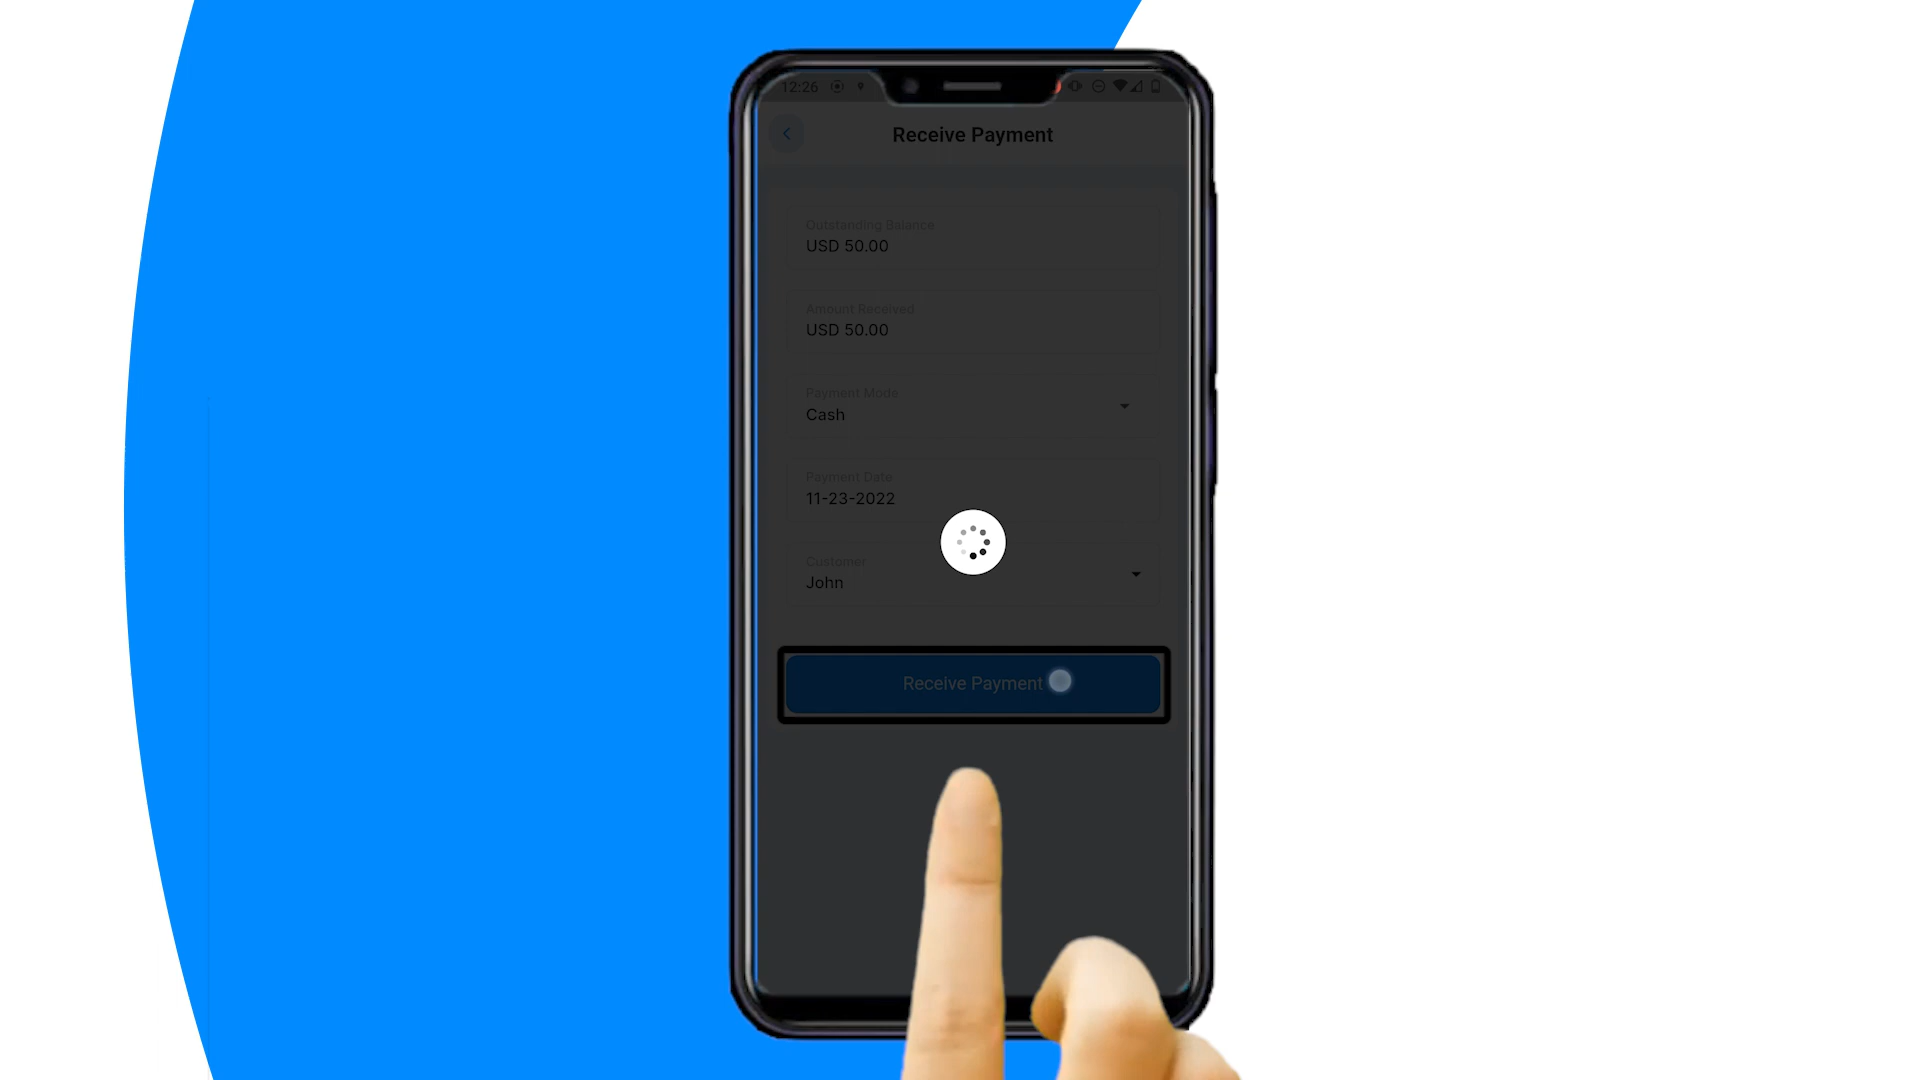 12:26
Receive Payment
Outstanding Balance
USD 50.00
Amount Received
USD 50.00
Payment Mode
Cash
Payment Date
11-23-2022
Customer
John
Receive Payment